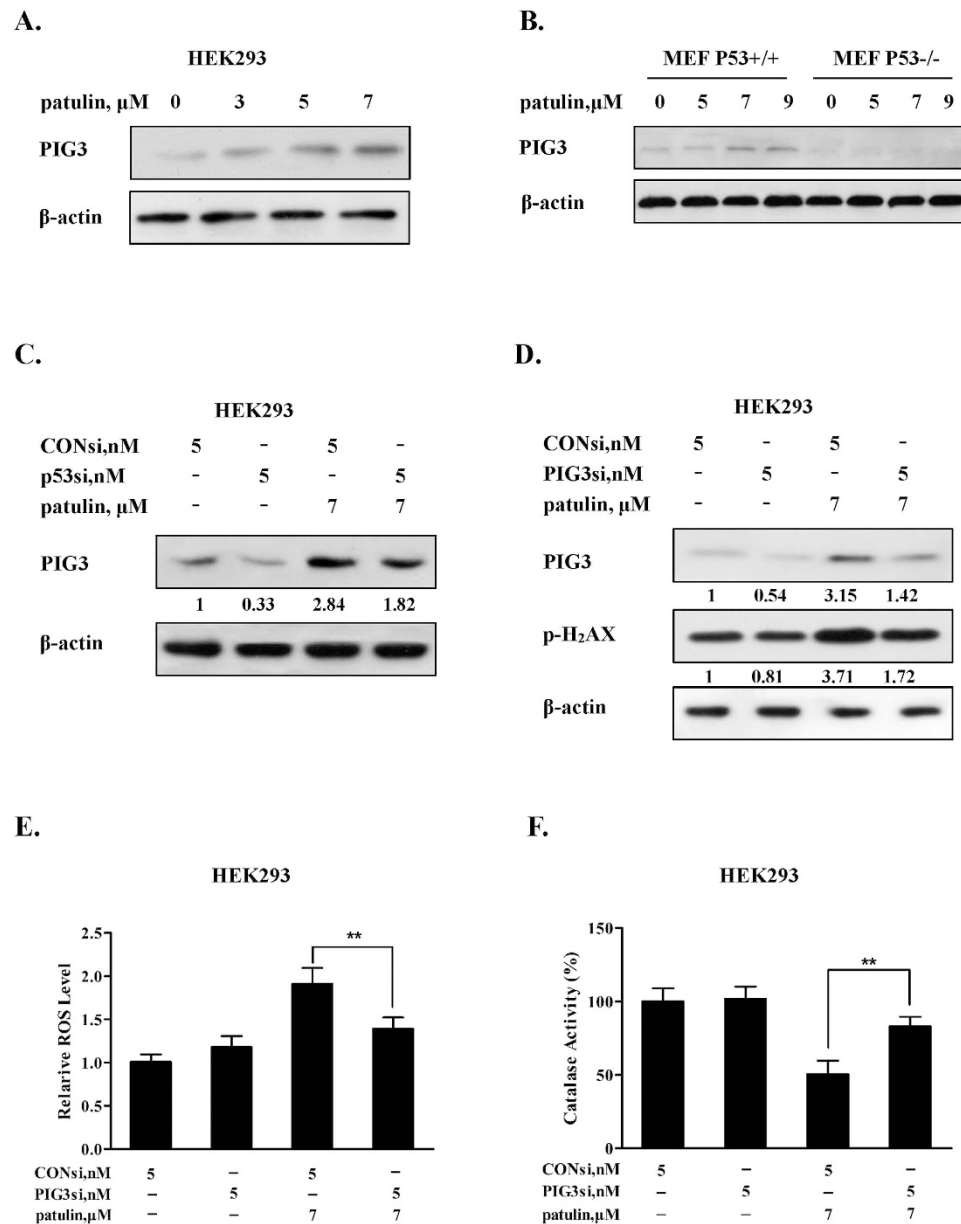 A.
HEK293
patulin, μM 0 3 5 7
PIG3
β-actin
B.
MEF P53+/+ MEF P53-/-
patulin,μM 0 5 7 9 0 5 7 9
PIG3
β-actin
C.
HEK293
CONsi,nM 5 – 5 –
p53si,nM – 5 – 5
patulin, μM – – 7 7
PIG3
1 0.33 2.84 1.82
β-actin
D.
HEK293
CONsi,nM 5 – 5 –
PIG3si,nM – 5 – 5
patulin, μM – – 7 7
PIG3
1 0.54 3.15 1.42
p-H₂AX
1 0.81 3.71 1.72
β-actin
E.
HEK293
Relarive ROS Level
2.5
2.0
1.5
1.0
0.5
0.0
**
CONsi,nM 5 – 5 –
PIG3si,nM – 5 – 5
patulin,μM – – 7 7
F.
HEK293
Catalase Activity (%)
150
100
50
0
**
CONsi,nM 5 – 5 –
PIG3si,nM – 5 – 5
patulin,μM – – 7 7